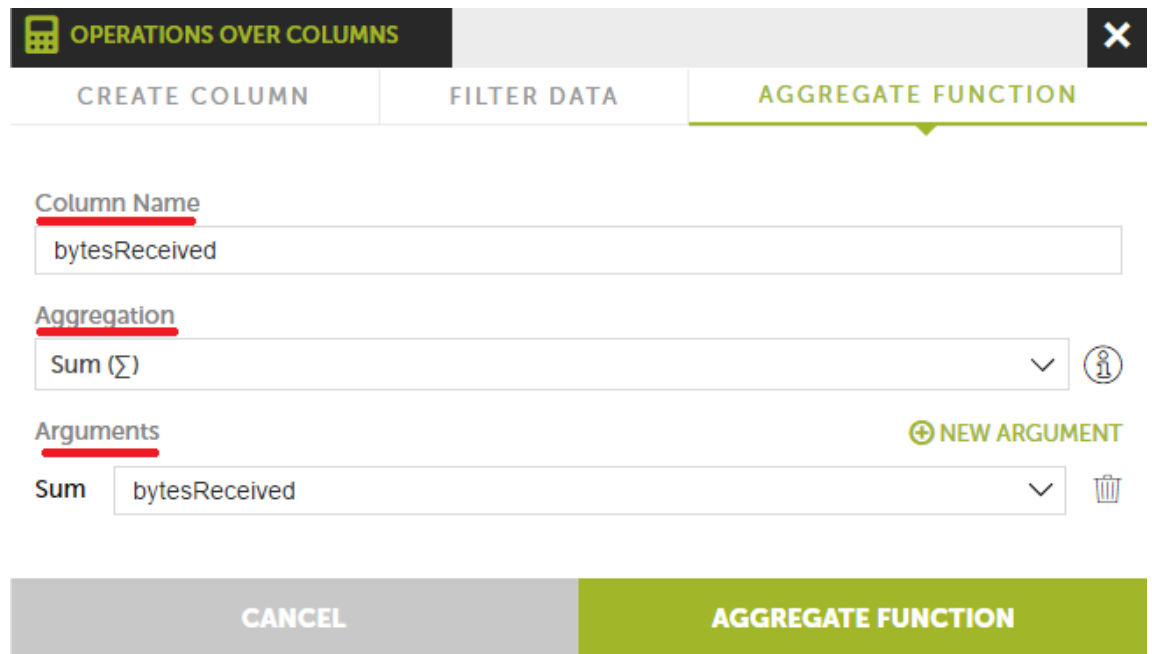 OPERATIONS OVER COLUMNS
CREATE COLUMN FILTER DATA AGGREGATE FUNCTION
Column Name
bytesReceived
Aggregation
Sum (∑)
Arguments NEW ARGUMENT
Sum bytesReceived
CANCEL AGGREGATE FUNCTION